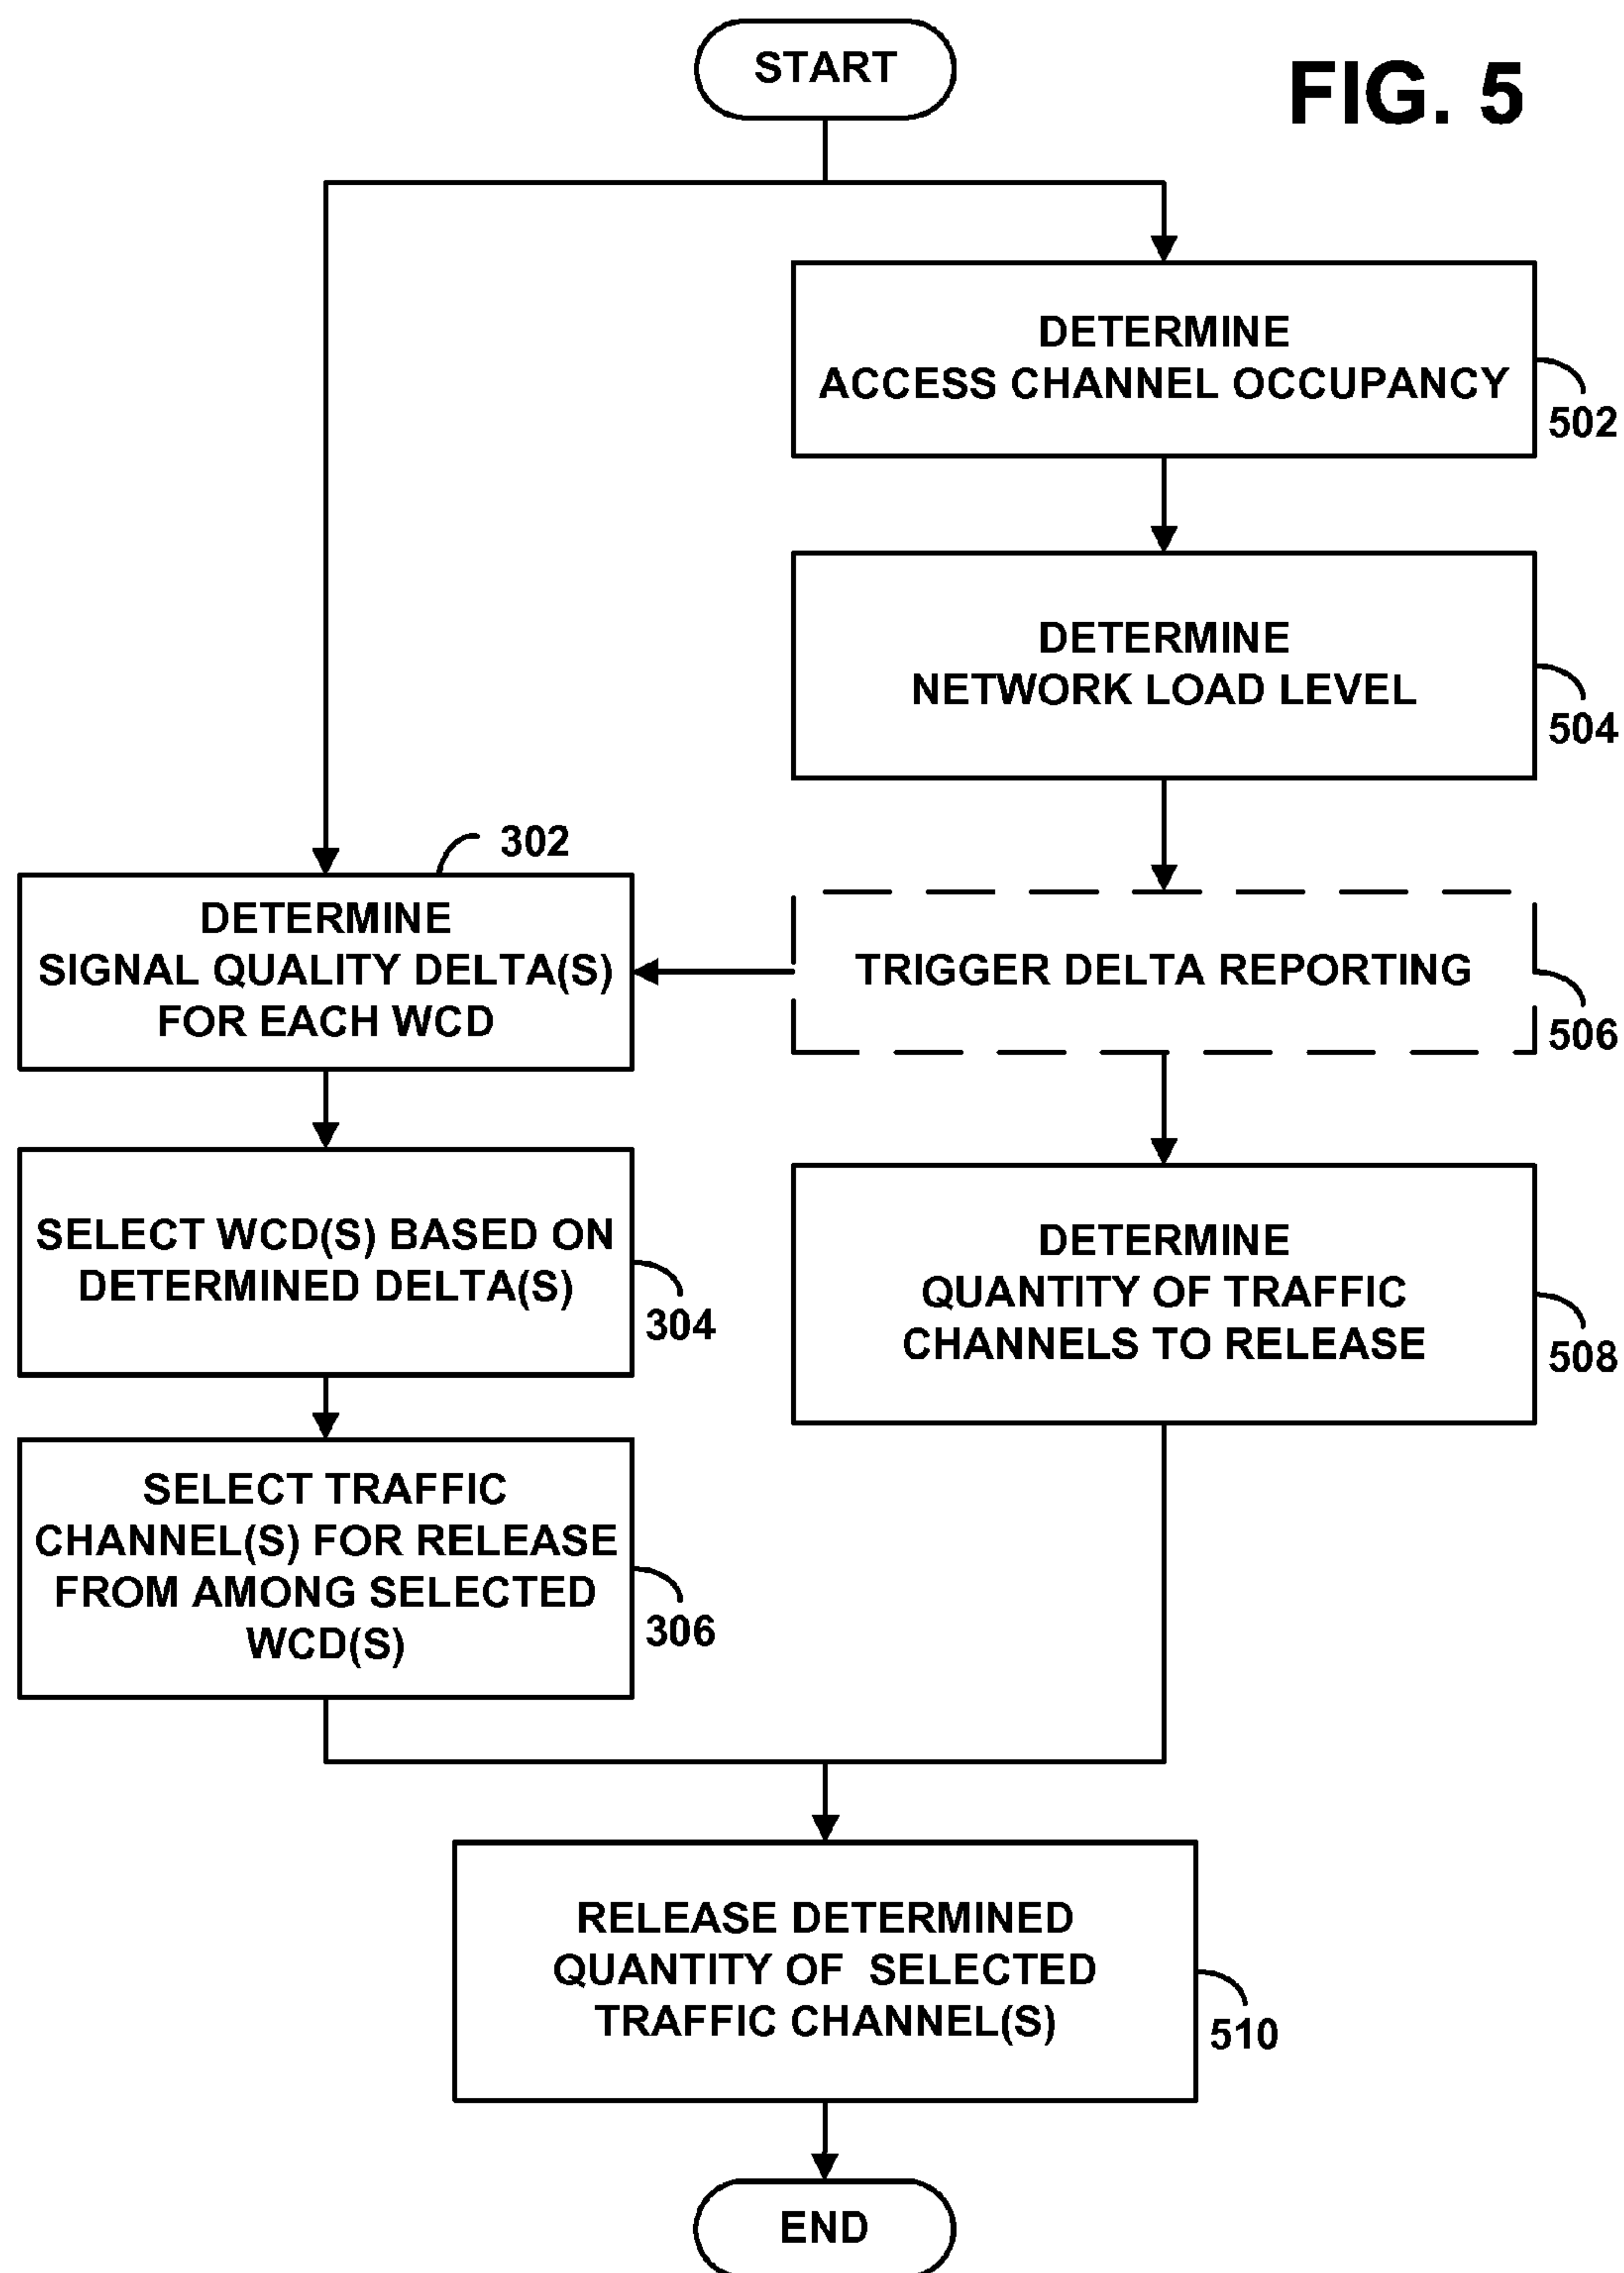 START
FIG. 5
DETERMINE
ACCESS CHANNEL OCCUPANCY
502
DETERMINE
NETWORK LOAD LEVEL
504
302
DETERMINE
SIGNAL QUALITY DELTA(S)
FOR EACH WCD
TRIGGER DELTA REPORTING
506
SELECT WCD(S) BASED ON
DETERMINED DELTA(S)
304
DETERMINE
QUANTITY OF TRAFFIC
CHANNELS TO RELEASE
508
SELECT TRAFFIC
CHANNEL(S) FOR RELEASE
FROM AMONG SELECTED
WCD(S)
306
RELEASE DETERMINED
QUANTITY OF SELECTED
TRAFFIC CHANNEL(S)
510
END